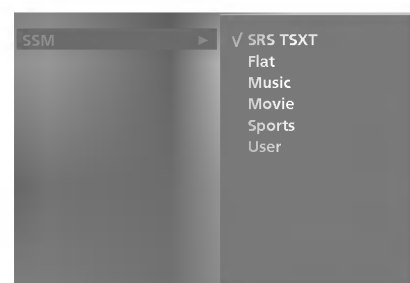 SSM ▶ √ SRS TSXT
Flat
Music
Movie
Sports
User